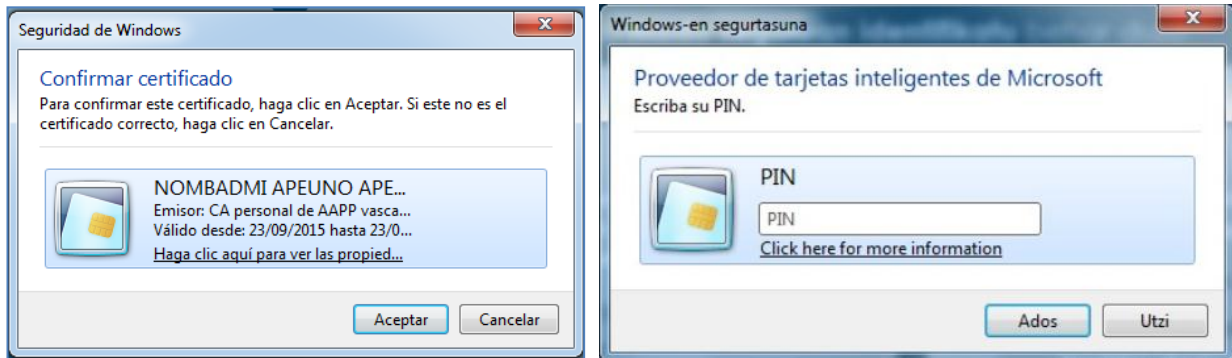 Seguridad de Windows
Confirmar certificado
Para confirmar este certificado, haga clic en Aceptar. Si este no es el
certificado correcto, haga clic en Cancelar.
NOMBADMI APEUNO APE...
Emisor: CA personal de AAPP vasca...
Válido desde: 23/09/2015 hasta 23/0...
Haga clic aquí para ver las propied...
Aceptar
Cancelar
Windows-en segurtasuna
Proveedor de tarjetas inteligentes de Microsoft
Escriba su PIN.
PIN
PIN
Click here for more information
Ados
Utzi